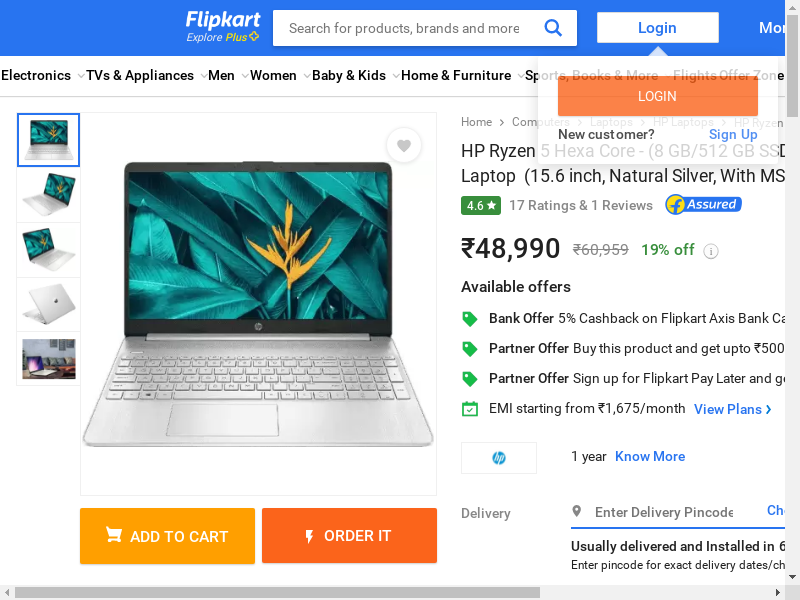 Flipkart
Explore Plus
Search for products, brands and more
Login
Mor
Electronics
TVs & Appliances
Men
Women
Baby & Kids
Home & Furniture
Sports, Books & More
Flights
Offer Zone
LOGIN
New customer?
Sign Up
Home
Computers
Laptops
HP Laptops
HP Ryzen
HP Ryzen 5 Hexa Core - (8 GB/512 GB SSD
Laptop (15.6 inch, Natural Silver, With MS
4.6
17 Ratings & 1 Reviews
Assured
₹48,990
₹60,959
19% off
Available offers
Bank Offer 5% Cashback on Flipkart Axis Bank Ca
Partner Offer Buy this product and get upto ₹500
Partner Offer Sign up for Flipkart Pay Later and ge
EMI starting from ₹1,675/month
View Plans
hp
1 year
Know More
Delivery
Enter Delivery Pincode
Che
Usually delivered and Installed in 6
Enter pincode for exact delivery dates/ch
ADD TO CART
ORDER IT